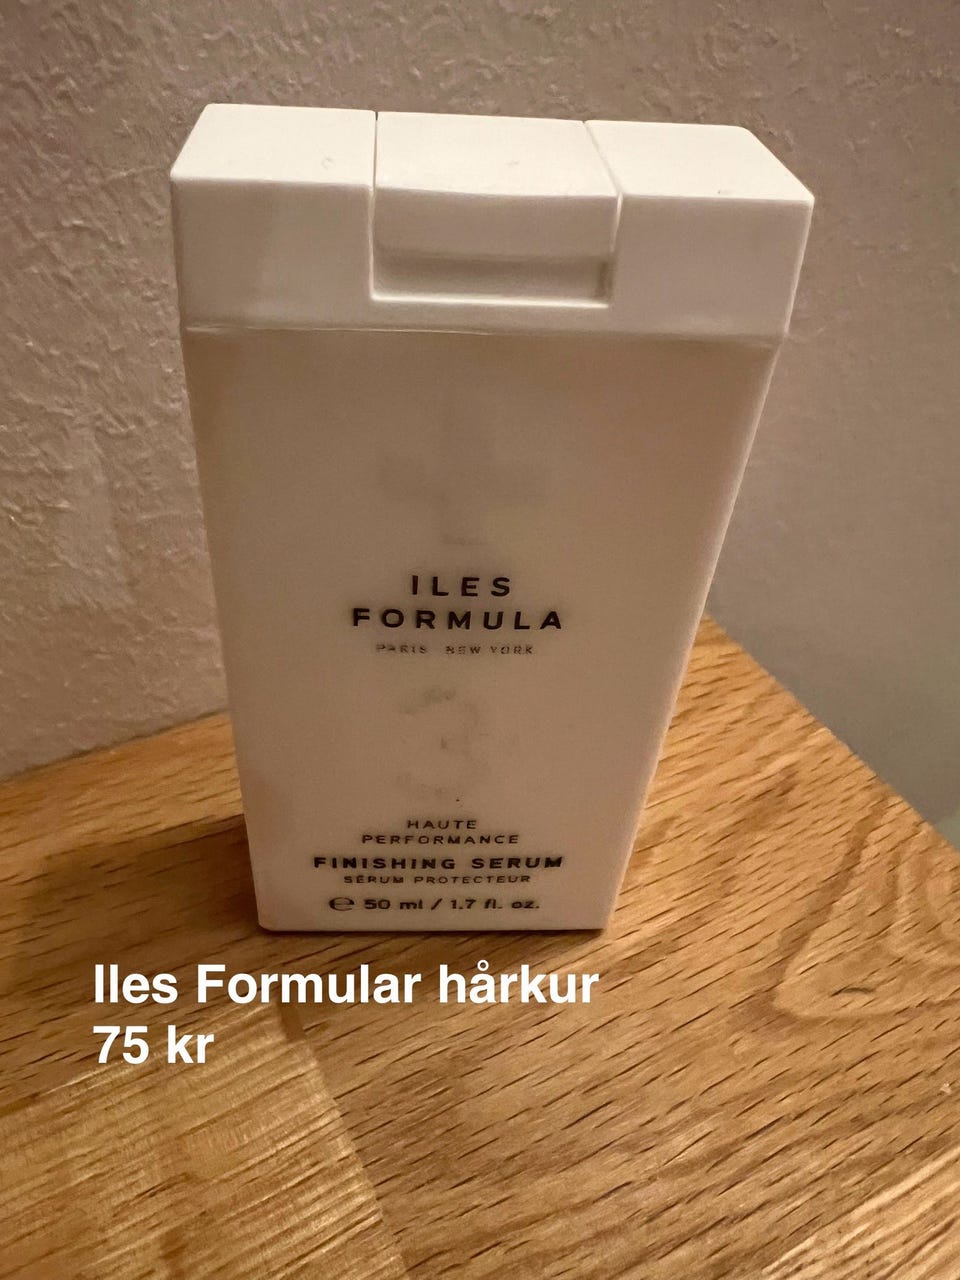 ILES
FORMULA
PARIS NEW YORK
3
HAUTE
PERFORMANCE
FINISHING SERUM
SÉRUM PROTECTEUR
℮ 50 ml / 1.7 fl. oz.
Iles Formular hårkur
75 kr